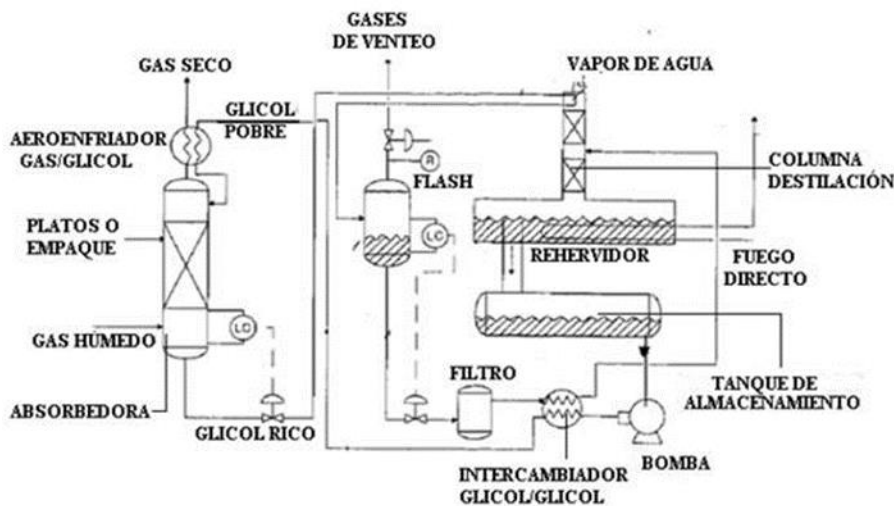 GASES
DE VENTEO
GAS SECO
VAPOR DE AGUA
GLICOL
POBRE
AEROENFRIADOR
GAS/GLICOL
R
FLASH
COLUMNA
DESTILACIÓN
PLATOS O
EMPAQUE
LC
REHERVIDOR
FUEGO
DIRECTO
GAS HÚMEDO
LC
FILTRO
TANQUE DE
ALMACENAMIENTO
ABSORBEDORA
GLICOL RICO
BOMBA
INTERCAMBIADOR
GLICOL/GLICOL